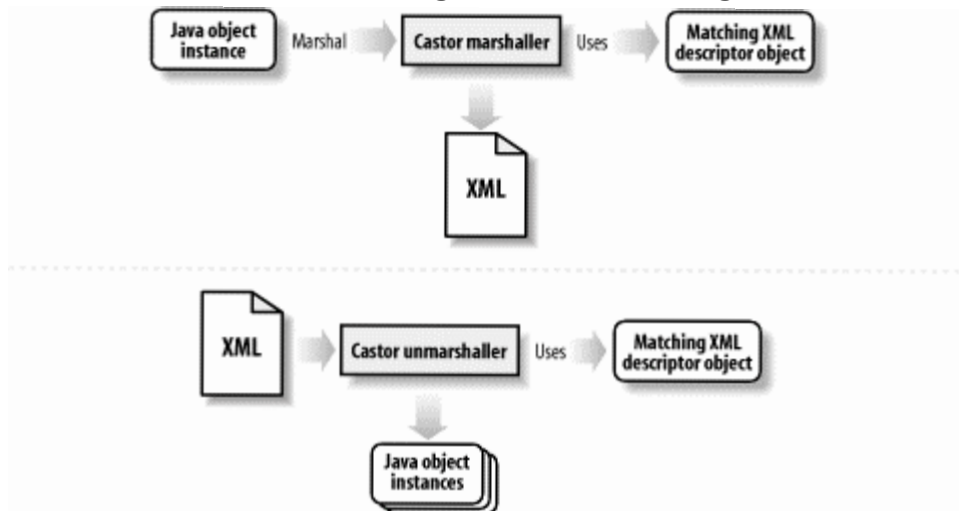 Java object
instance
Marshal
Castor marshaller
Uses
Matching XML
descriptor object
XML
XML
Castor unmarshaller
Uses
Matching XML
descriptor object
Java object
instances